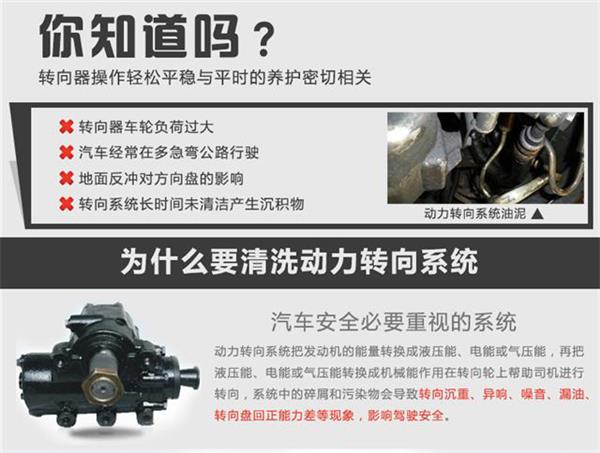 你知道吗？
转向器操作轻松平稳与平时的养护密切相关
转向器车轮负荷过大
汽车经常在多急弯公路行驶
地面反冲对方向盘的影响
转向系统长时间未清洁产生沉积物
动力转向系统油泥
为什么要清洗动力转向系统
汽车安全必要重视的系统
动力转向系统把发动机的能量转换成液压能、电能或气压能，再把
液压能、电能或气压能转换成机械能作用在转向轮上帮助司机进行
转向，系统中的碎屑和污染物会导致转向沉重、异响、噪音、漏油、
转向盘回正能力差等现象，影响驾驶安全。